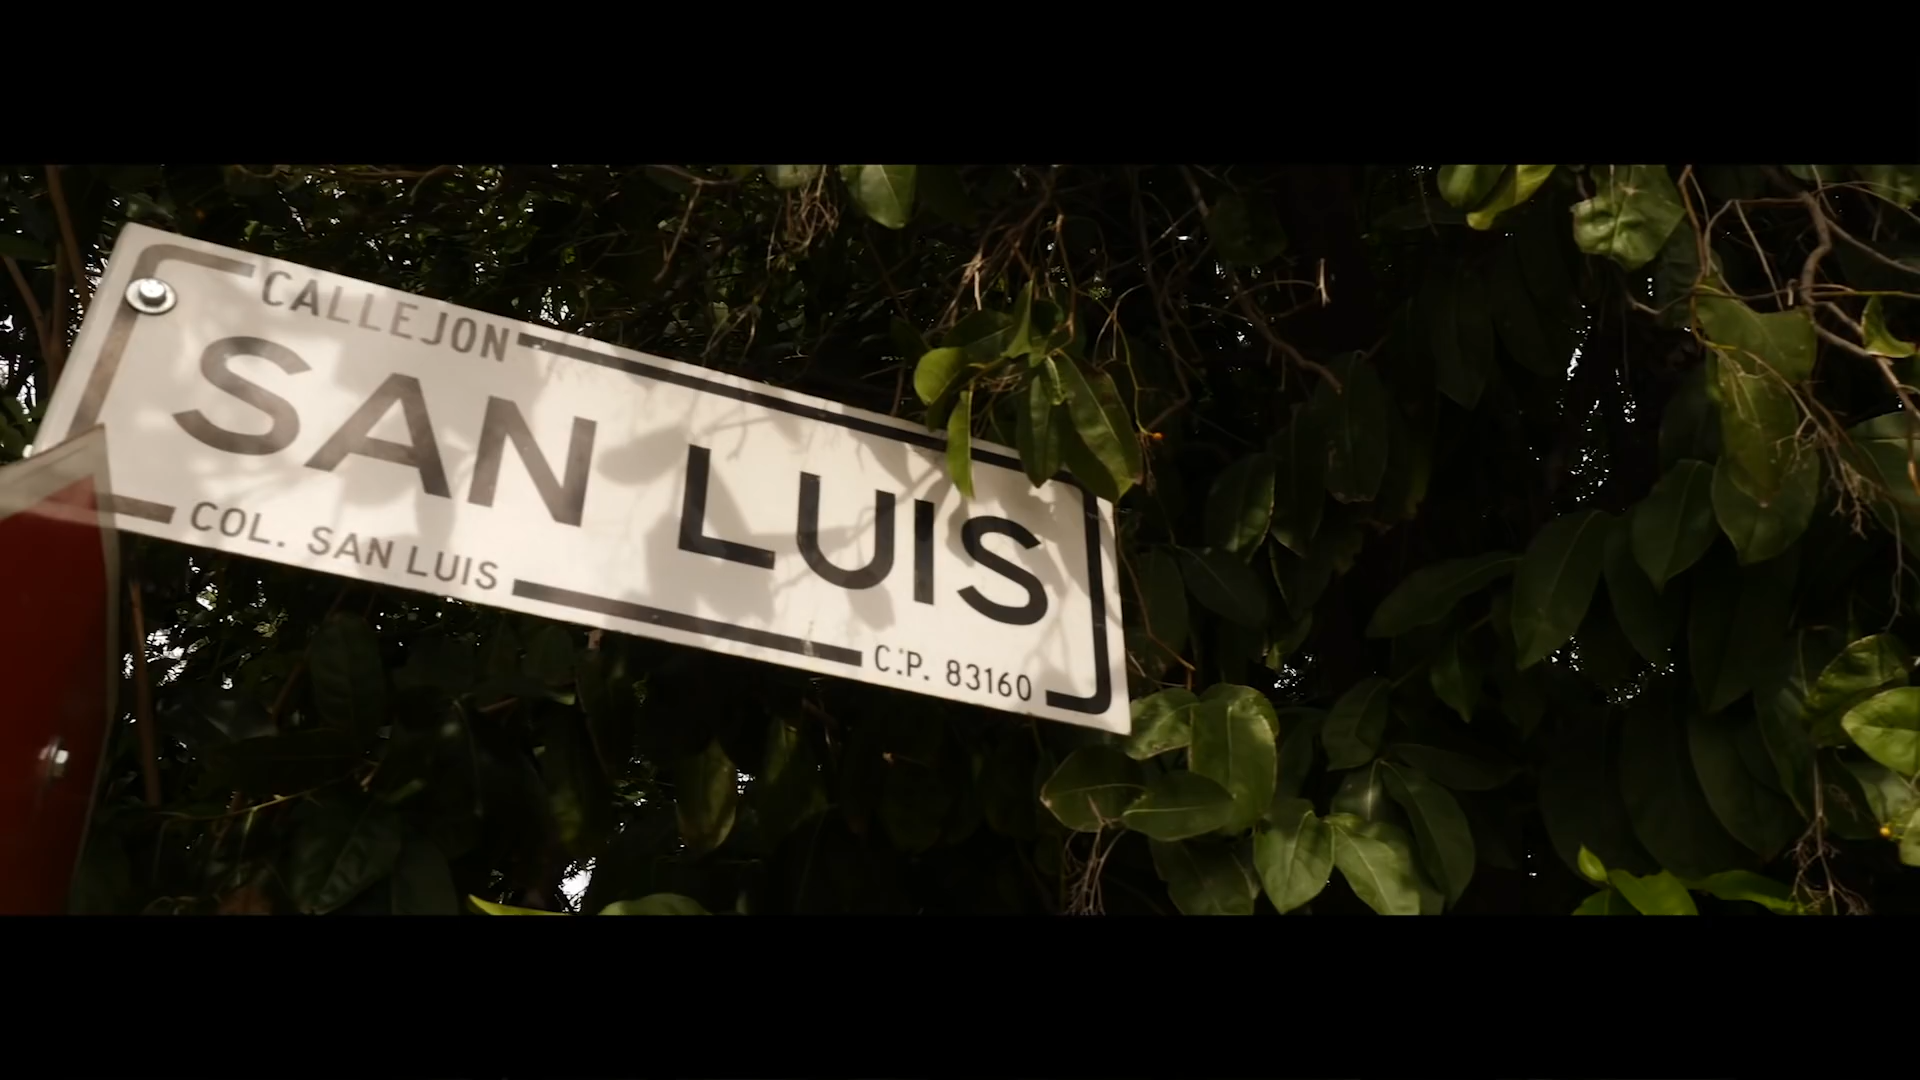 CALLEJON
SAN LUIS
COL. SAN LUIS
C.P. 83160